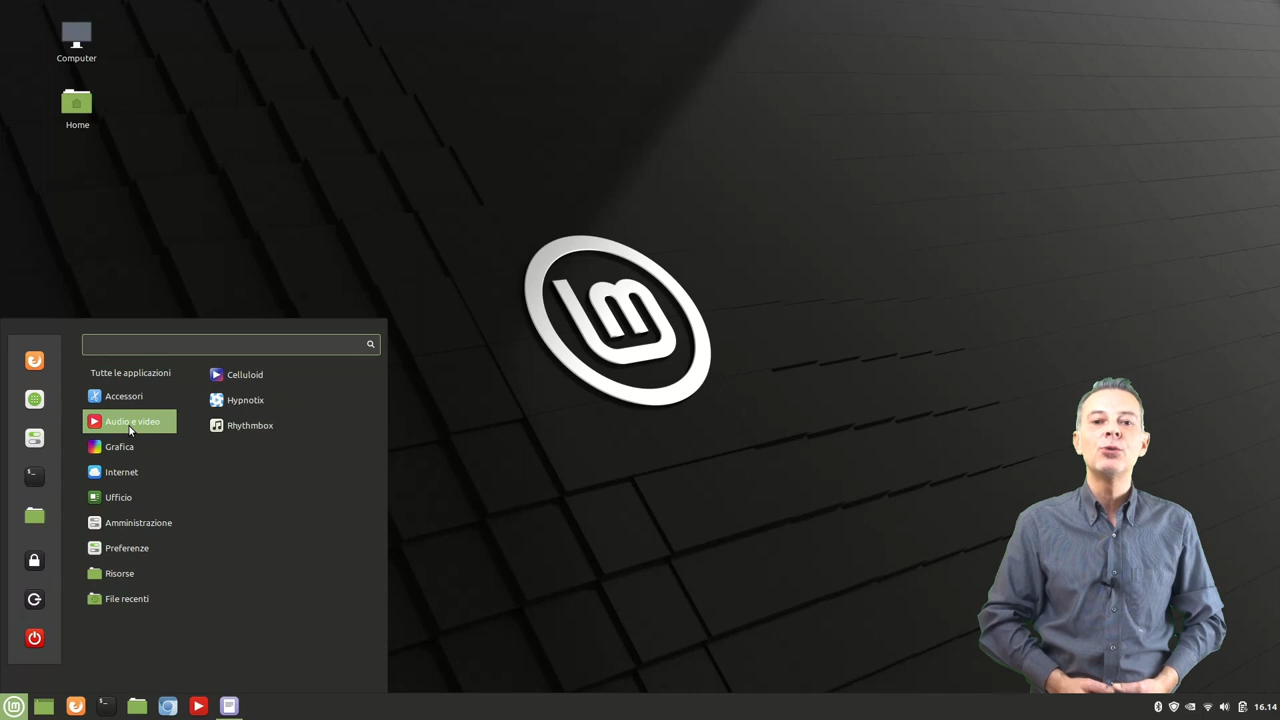 Computer
Home
Tutte le applicazioni
Accessori
Audio e video
Grafica
Internet
Ufficio
Amministrazione
Preferenze
Risorse
File recenti
Celluloid
Hypnotix
Rhythmbox
16.14